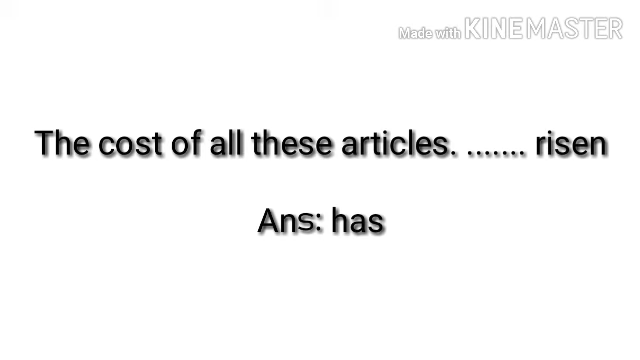 Made with KINEMASTER
The cost of all these articles. ....... risen
Ans: has